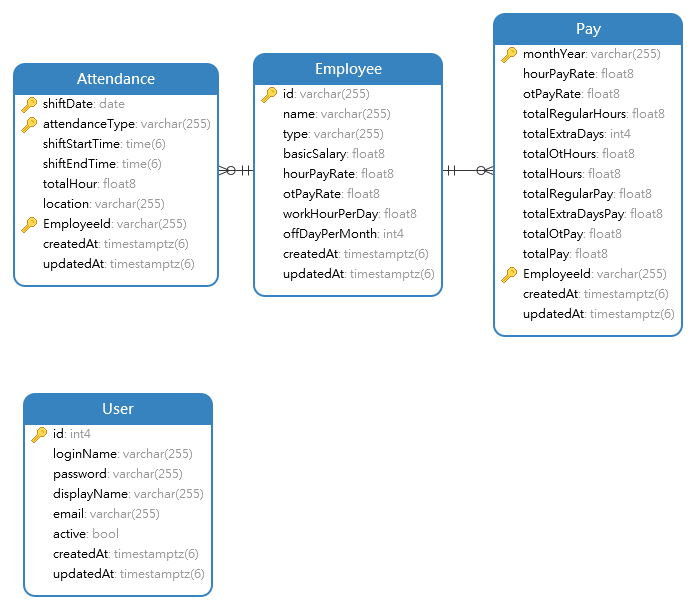 Attendance
shiftDate: date
attendanceType: varchar(255)
shiftStartTime: time(6)
shiftEndTime: time(6)
totalHour: float8
location: varchar(255)
EmployeeId: varchar(255)
createdAt: timestamptz(6)
updatedAt: timestamptz(6)
Employee
id: varchar(255)
name: varchar(255)
type: varchar(255)
basicSalary: float8
hourPayRate: float8
otPayRate: float8
workHourPerDay: float8
offDayPerMonth: int4
createdAt: timestamptz(6)
updatedAt: timestamptz(6)
Pay
monthYear: varchar(255)
hourPayRate: float8
otPayRate: float8
totalRegularHours: float8
totalExtraDays: int4
totalOtHours: float8
totalHours: float8
totalRegularPay: float8
totalExtraDaysPay: float8
totalOtPay: float8
totalPay: float8
EmployeeId: varchar(255)
createdAt: timestamptz(6)
updatedAt: timestamptz(6)
User
id: int4
loginName: varchar(255)
password: varchar(255)
displayName: varchar(255)
email: varchar(255)
active: bool
createdAt: timestamptz(6)
updatedAt: timestamptz(6)